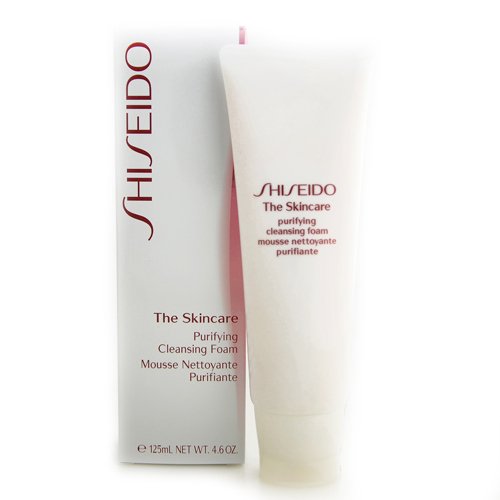 SHISEIDO
The Skincare
Purifying
Cleansing Foam
Mousse Nettoyante
Purifiante
℮ 125mL NET WT. 4.6 OZ.
SHISEIDO
The Skincare
purifying
cleansing foam
mousse nettoyante
purifiante